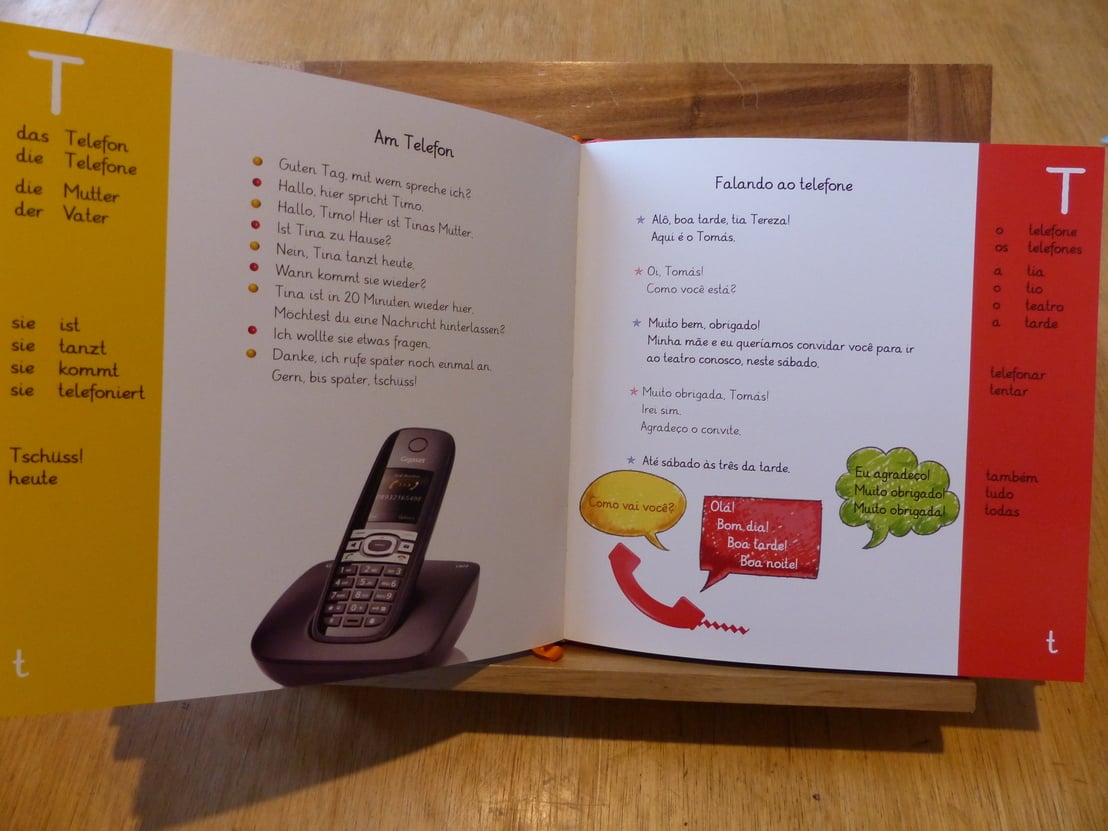 T
das Telefon
die Telefone
die Mutter
der Vater
sie ist
sie tanzt
sie kommt
sie telefoniert
Tschüss!
heute
t
Am Telefon
Guten Tag, mit wem spreche ich?
Hallo, hier spricht Timo.
Hallo, Timo! Hier ist Tinas Mutter.
Ist Tina zu Hause?
Nein, Tina tanzt heute.
Wann kommt sie wieder?
Tina ist in 20 Minuten wieder hier.
Möchtest du eine Nachricht hinterlassen?
Ich wollte sie etwas fragen.
Danke, ich rufe später noch einmal an.
Gern, bis später, tschüss!
Gigaset
Falando ao telefone
Alô, boa tarde, tia Tereza!
Aqui é o Tomás.
Oi, Tomás!
Como você está?
Muito bem, obrigado!
Minha mãe e eu queríamos convidar você para ir
ao teatro conosco, neste sábado.
Muito obrigada, Tomás!
Irei sim.
Agradeço o convite.
Até sábado às três da tarde.
Como vai você?
Olá!
Bom dia!
Boa tarde!
Boa noite!
Eu agradeço!
Muito obrigado!
Muito obrigada!
T
o telefone
os telefones
a tia
o tio
o teatro
a tarde
telefonar
tentar
também
tudo
todas
t